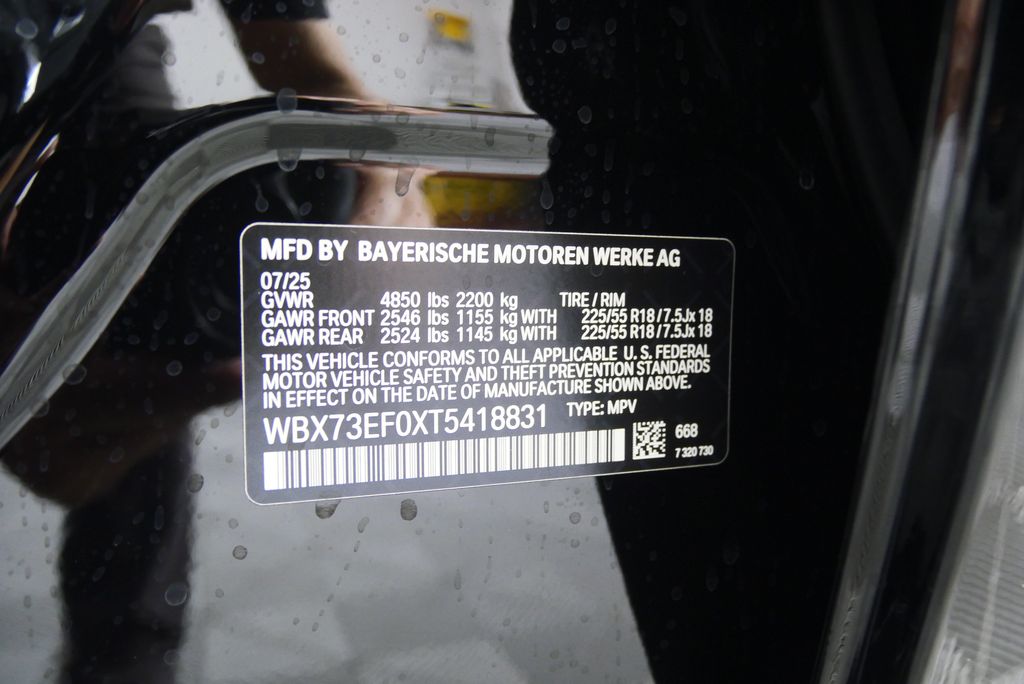 MFD BY BAYERISCHE MOTOREN WERKE AG
07/25
GVWR 4850 lbs 2200 kg TIRE / RIM
GAWR FRONT 2546 lbs 1155 kg WITH 225/55 R18 / 7.5Jx 18
GAWR REAR 2524 lbs 1145 kg WITH 225/55 R18 / 7.5Jx 18
THIS VEHICLE CONFORMS TO ALL APPLICABLE U. S. FEDERAL
MOTOR VEHICLE SAFETY AND THEFT PREVENTION STANDARDS
IN EFFECT ON THE DATE OF MANUFACTURE SHOWN ABOVE.
WBX73EF0XT5418831 TYPE: MPV
668
7 320 730